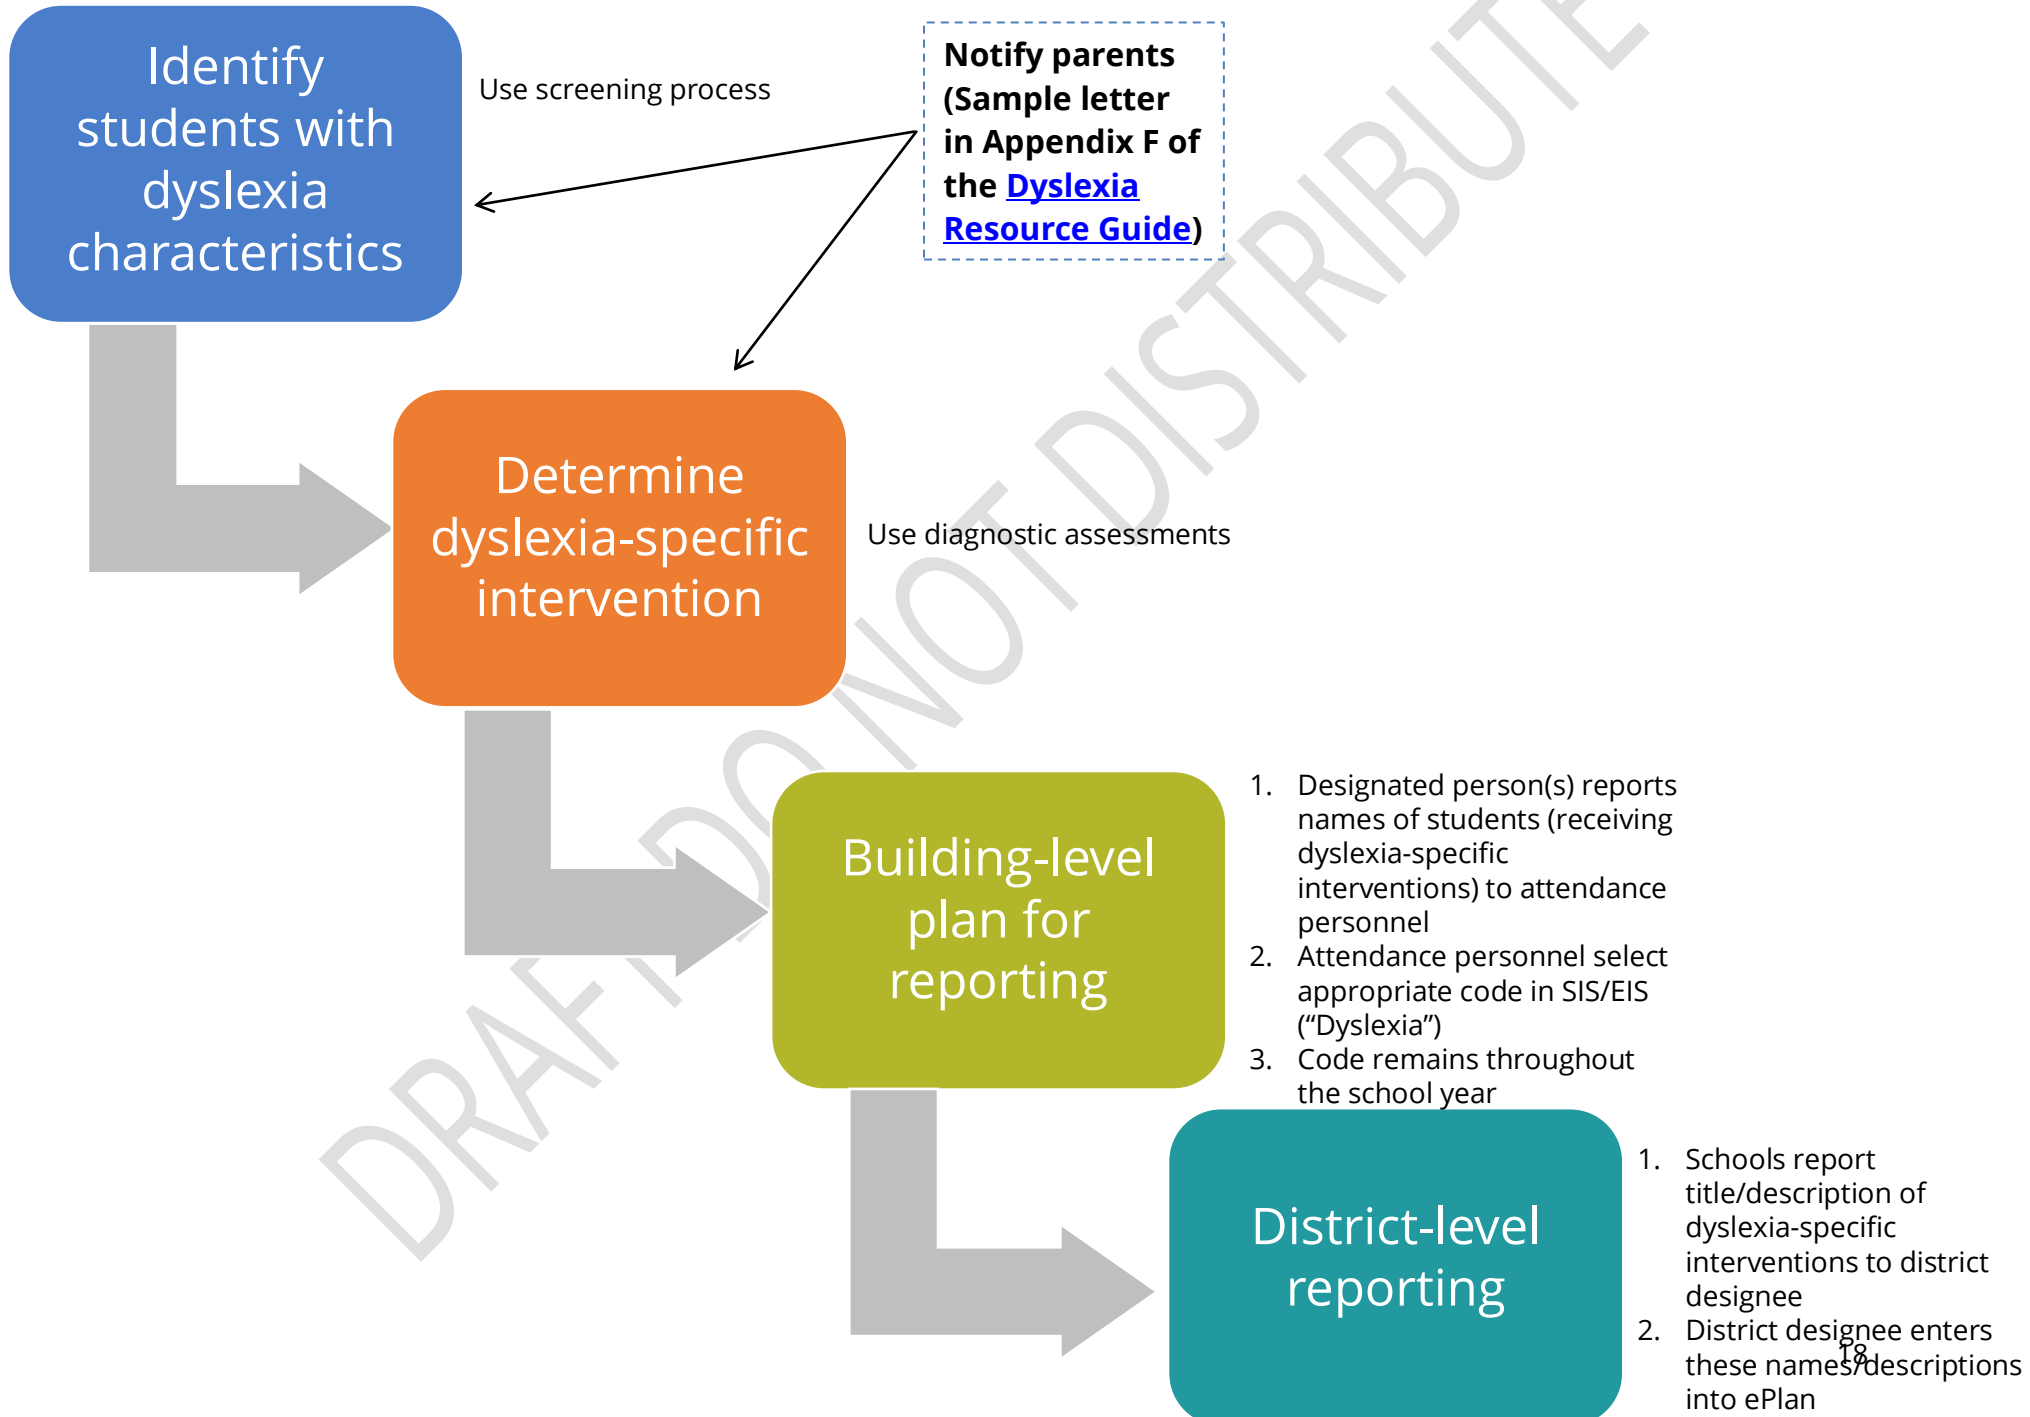 Identify
students with
dyslexia
characteristics
Use screening process
Notify parents
(Sample letter
in Appendix F of
the Dyslexia
Resource Guide)
Determine
dyslexia-specific
intervention
Use diagnostic assessments
Building-level
plan for
reporting
1. Designated person(s) reports
names of students (receiving
dyslexia-specific
interventions) to attendance
personnel
2. Attendance personnel select
appropriate code in SIS/EIS
(“Dyslexia”)
3. Code remains throughout
the school year
District-level
reporting
1. Schools report
title/description of
dyslexia-specific
interventions to district
designee
2. District designee enters
these names/descriptions
into ePlan
18
DRAFT DO NOT DISTRIBUTE